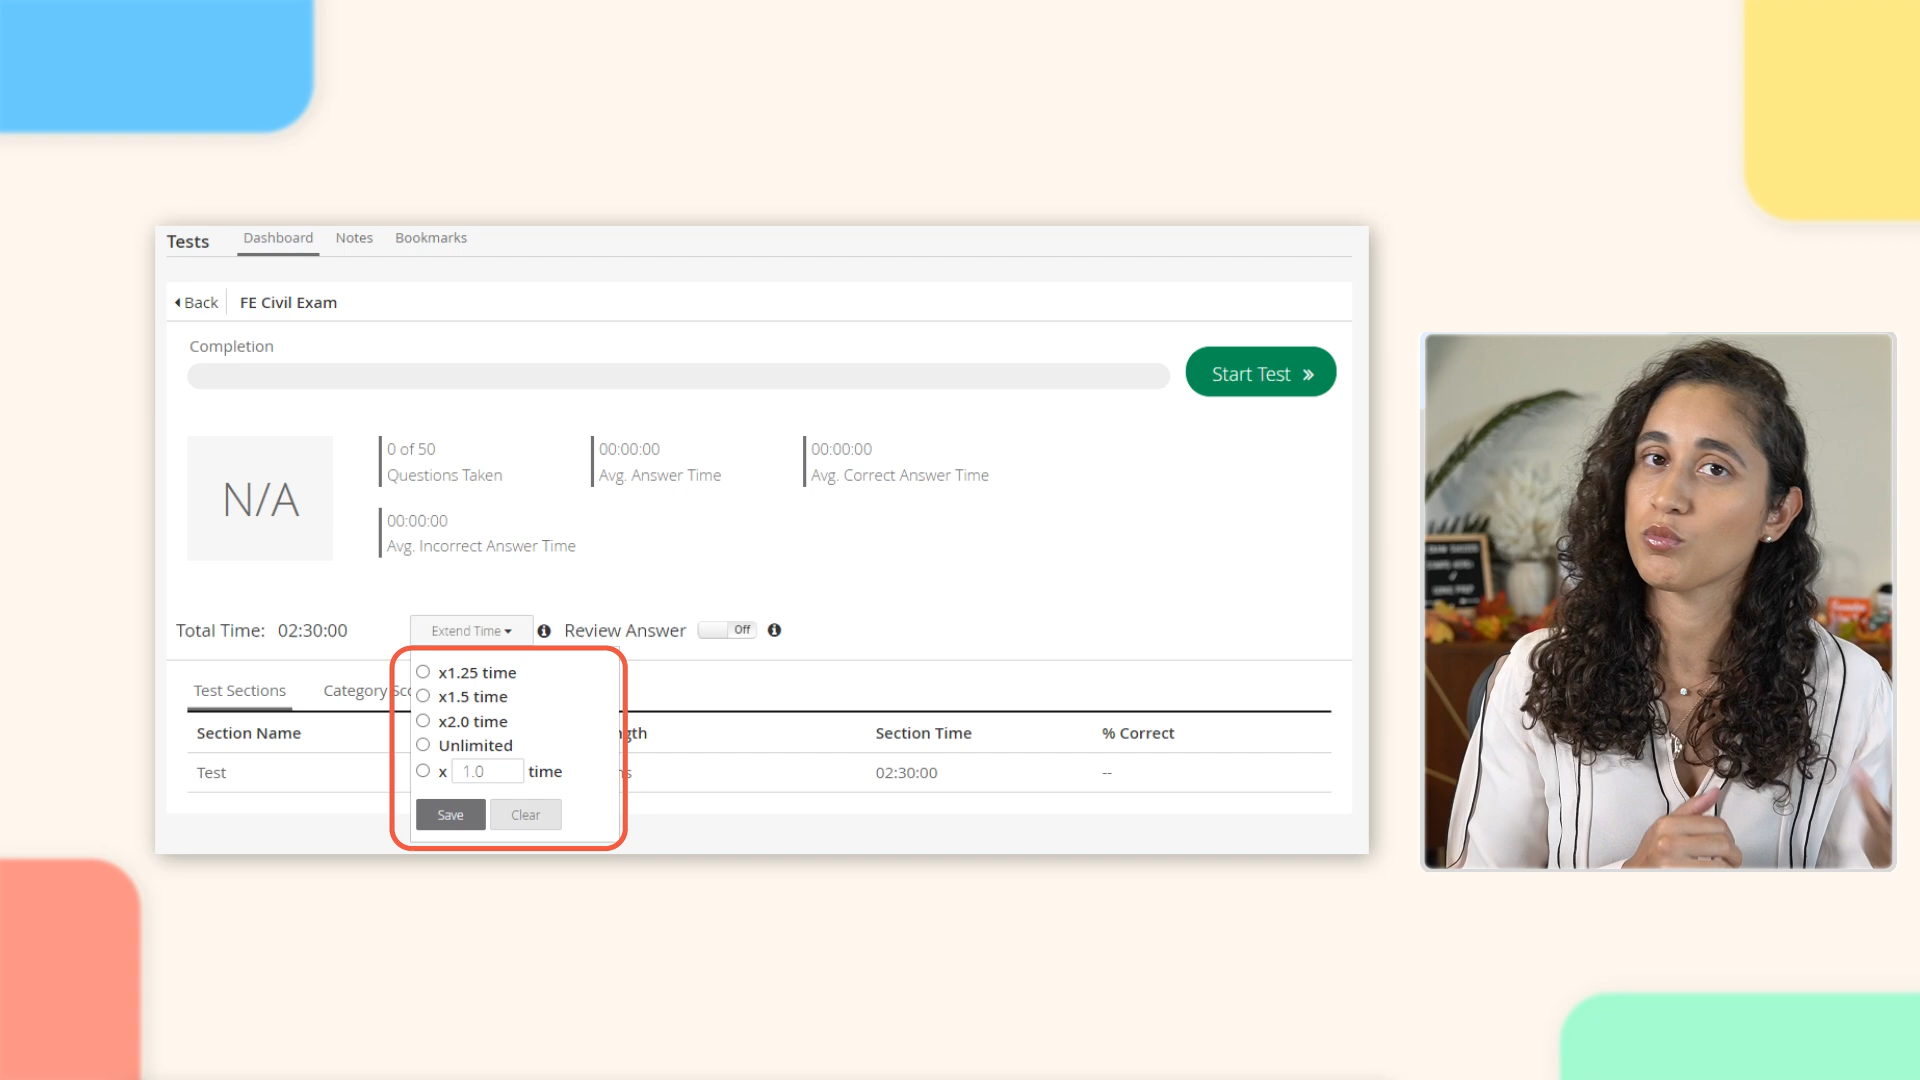 Tests Dashboard Notes Bookmarks
Back FE Civil Exam
Completion
Start Test »
N/A
0 of 50
Questions Taken
00:00:00
Avg. Answer Time
00:00:00
Avg. Correct Answer Time
00:00:00
Avg. Incorrect Answer Time
Total Time: 02:30:00 Extend Time Review Answer Off
x1.25 time
x1.5 time
x2.0 time
Unlimited
x 1.0 time
Save Clear
Test Sections Category
Section Name Section Time % Correct
Test 02:30:00 --